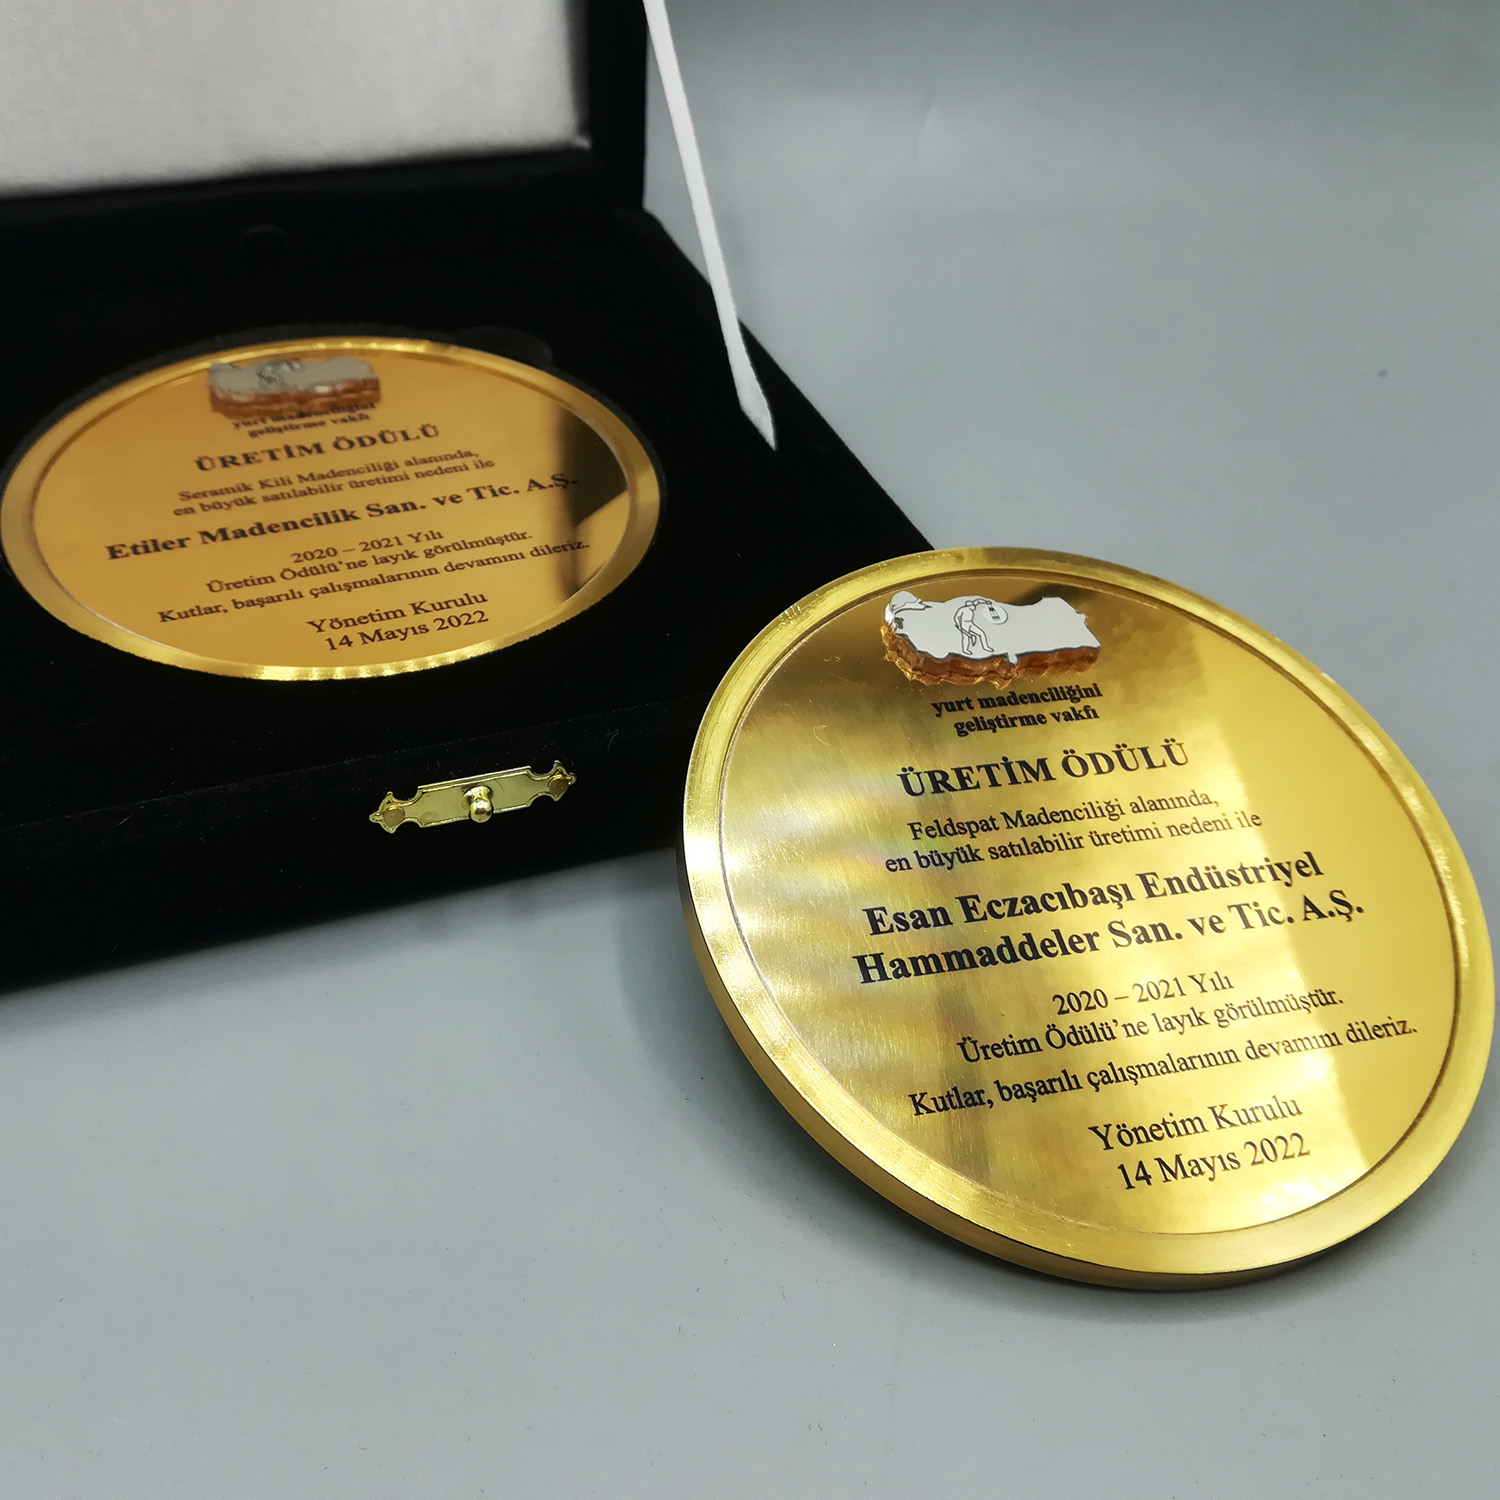 yurt madenciliğini
geliştirme vakfı
ÜRETİM ÖDÜLÜ
Seramik Kili Madenciliği alanında,
en büyük satılabilir üretimi nedeni ile
Etiler Madencilik San. ve Tic. A.Ş.
2020 – 2021 Yılı
Üretim Ödülü'ne layık görülmüştür.
Kutlar, başarılı çalışmalarının devamını dileriz.
Yönetim Kurulu
14 Mayıs 2022
yurt madenciliğini
geliştirme vakfı
ÜRETİM ÖDÜLÜ
Feldspat Madenciliği alanında,
en büyük satılabilir üretimi nedeni ile
Esan Eczacıbaşı Endüstriyel
Hammaddeler San. ve Tic. A.Ş.
2020 – 2021 Yılı
Üretim Ödülü'ne layık görülmüştür.
Kutlar, başarılı çalışmalarının devamını dileriz.
Yönetim Kurulu
14 Mayıs 2022